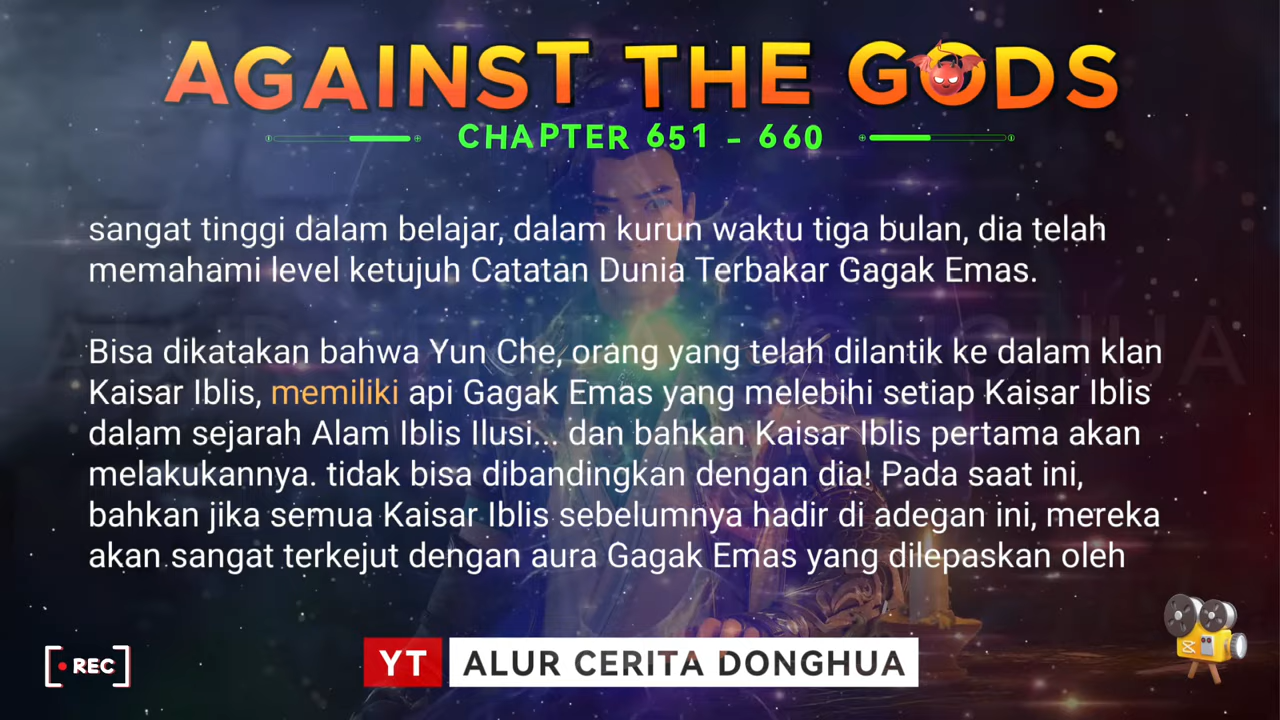 AGAINST THE GODS
CHAPTER 651 - 660
sangat tinggi dalam belajar, dalam kurun waktu tiga bulan, dia telah
memahami level ketujuh Catatan Dunia Terbakar Gagak Emas.
Bisa dikatakan bahwa Yun Che, orang yang telah dilantik ke dalam klan
Kaisar Iblis, memiliki api Gagak Emas yang melebihi setiap Kaisar Iblis
dalam sejarah Alam Iblis Ilusi... dan bahkan Kaisar Iblis pertama akan
melakukannya. tidak bisa dibandingkan dengan dia! Pada saat ini,
bahkan jika semua Kaisar Iblis sebelumnya hadir di adegan ini, mereka
akan sangat terkejut dengan aura Gagak Emas yang dilepaskan oleh
REC
YT ALUR CERITA DONGHUA